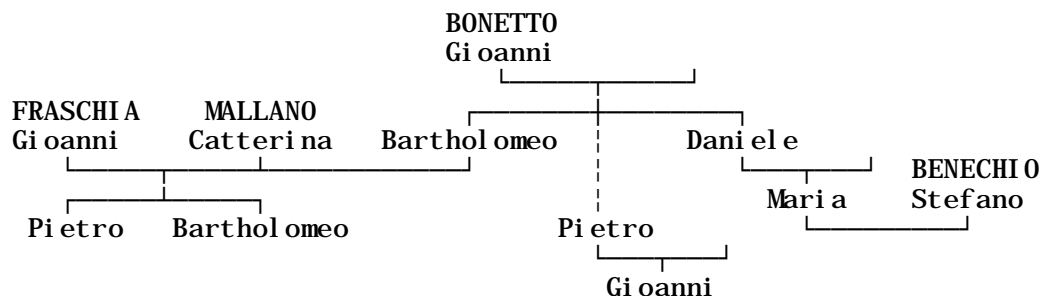 BONETTO
Gioanni
FRASCHIA MALLANO
Gioanni Catterina Bartholomeo Daniele
BENECHIO
Maria Stefano
Pietro Bartholomeo Pietro
Gioanni